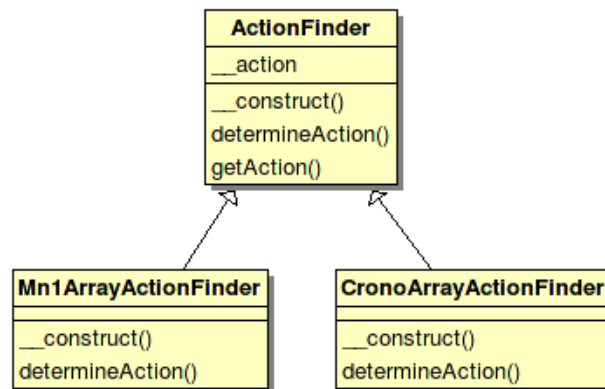 ActionFinder
__action
__construct()
determineAction()
getAction()
Mn1ArrayActionFinder
__construct()
determineAction()
CronoArrayActionFinder
__construct()
determineAction()